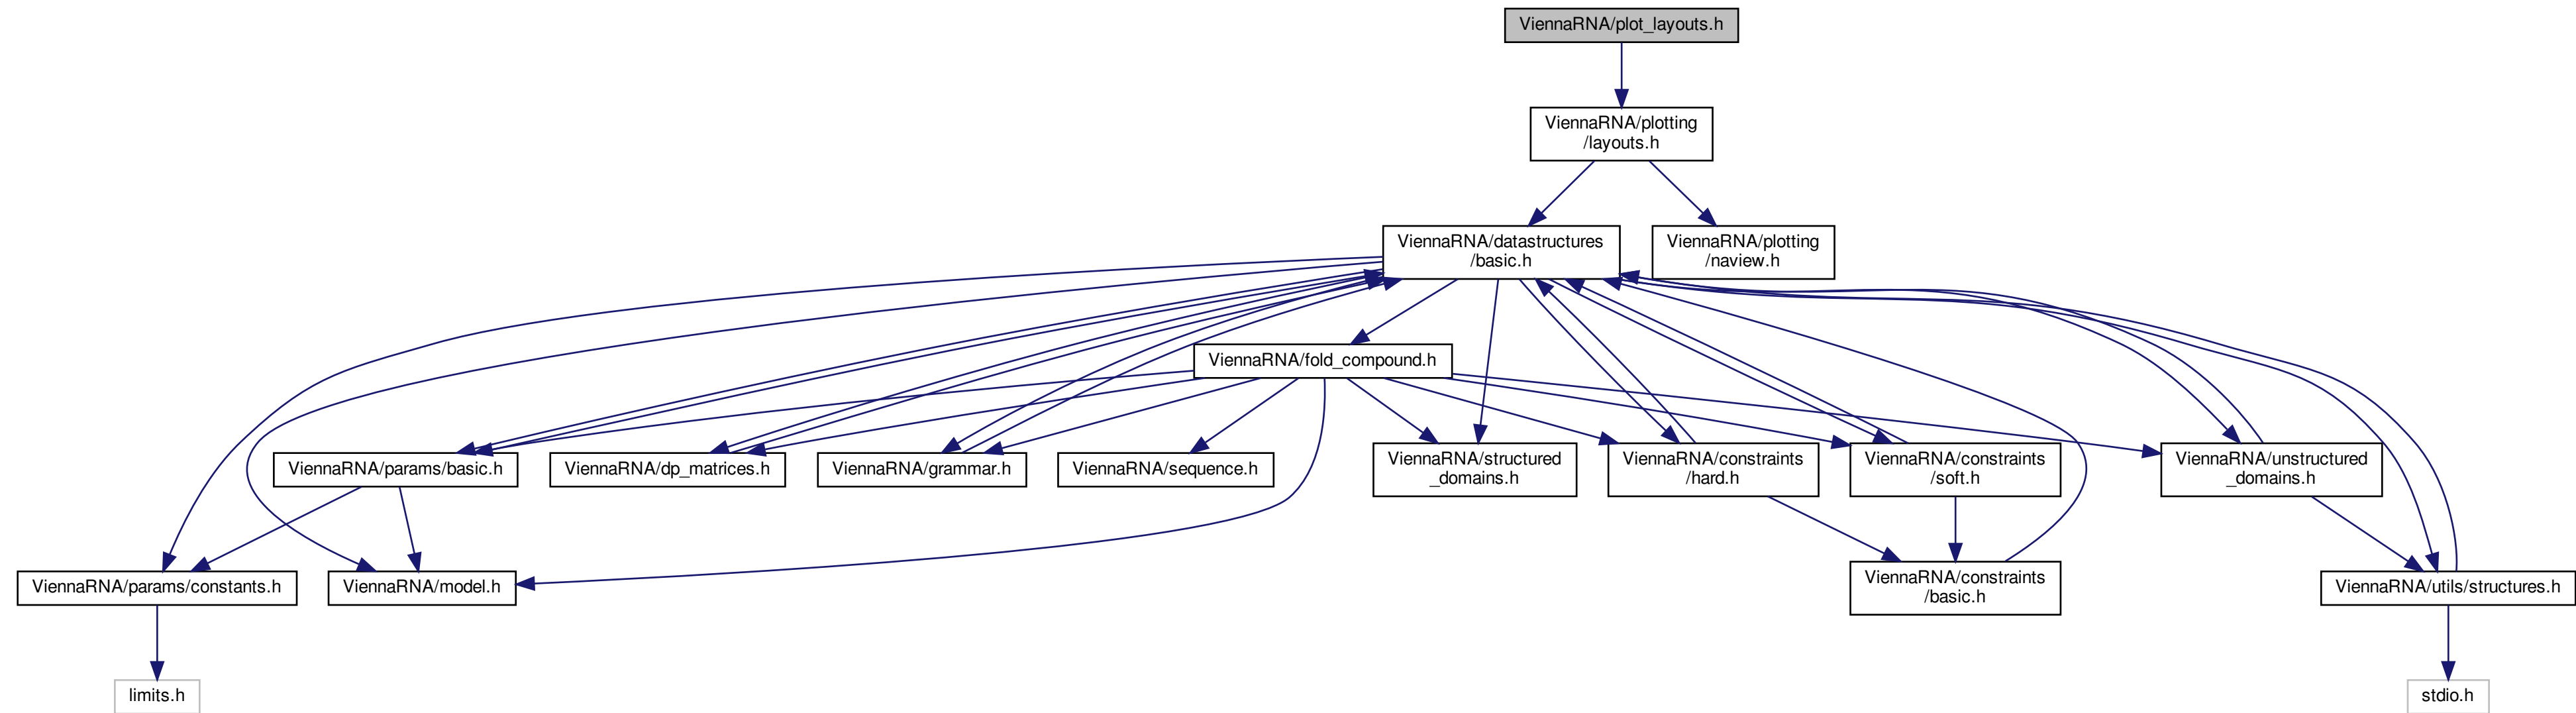 ViennaRNA/plot_layouts.h
ViennaRNA/plotting
/layouts.h
ViennaRNA/datastructures
/basic.h
ViennaRNA/plotting
/naview.h
ViennaRNA/fold_compound.h
ViennaRNA/params/basic.h
ViennaRNA/dp_matrices.h
ViennaRNA/grammar.h
ViennaRNA/sequence.h
ViennaRNA/structured
_domains.h
ViennaRNA/constraints
/hard.h
ViennaRNA/constraints
/soft.h
ViennaRNA/unstructured
_domains.h
ViennaRNA/params/constants.h
ViennaRNA/model.h
ViennaRNA/constraints
/basic.h
ViennaRNA/utils/structures.h
limits.h
stdio.h